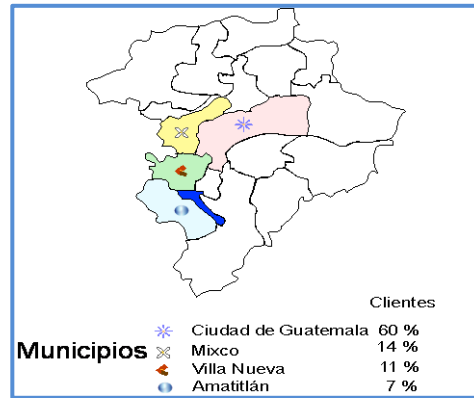 Clientes
Ciudad de Guatemala 60 %
Municipios Mixco 14 %
Villa Nueva 11 %
Amatitlán 7 %